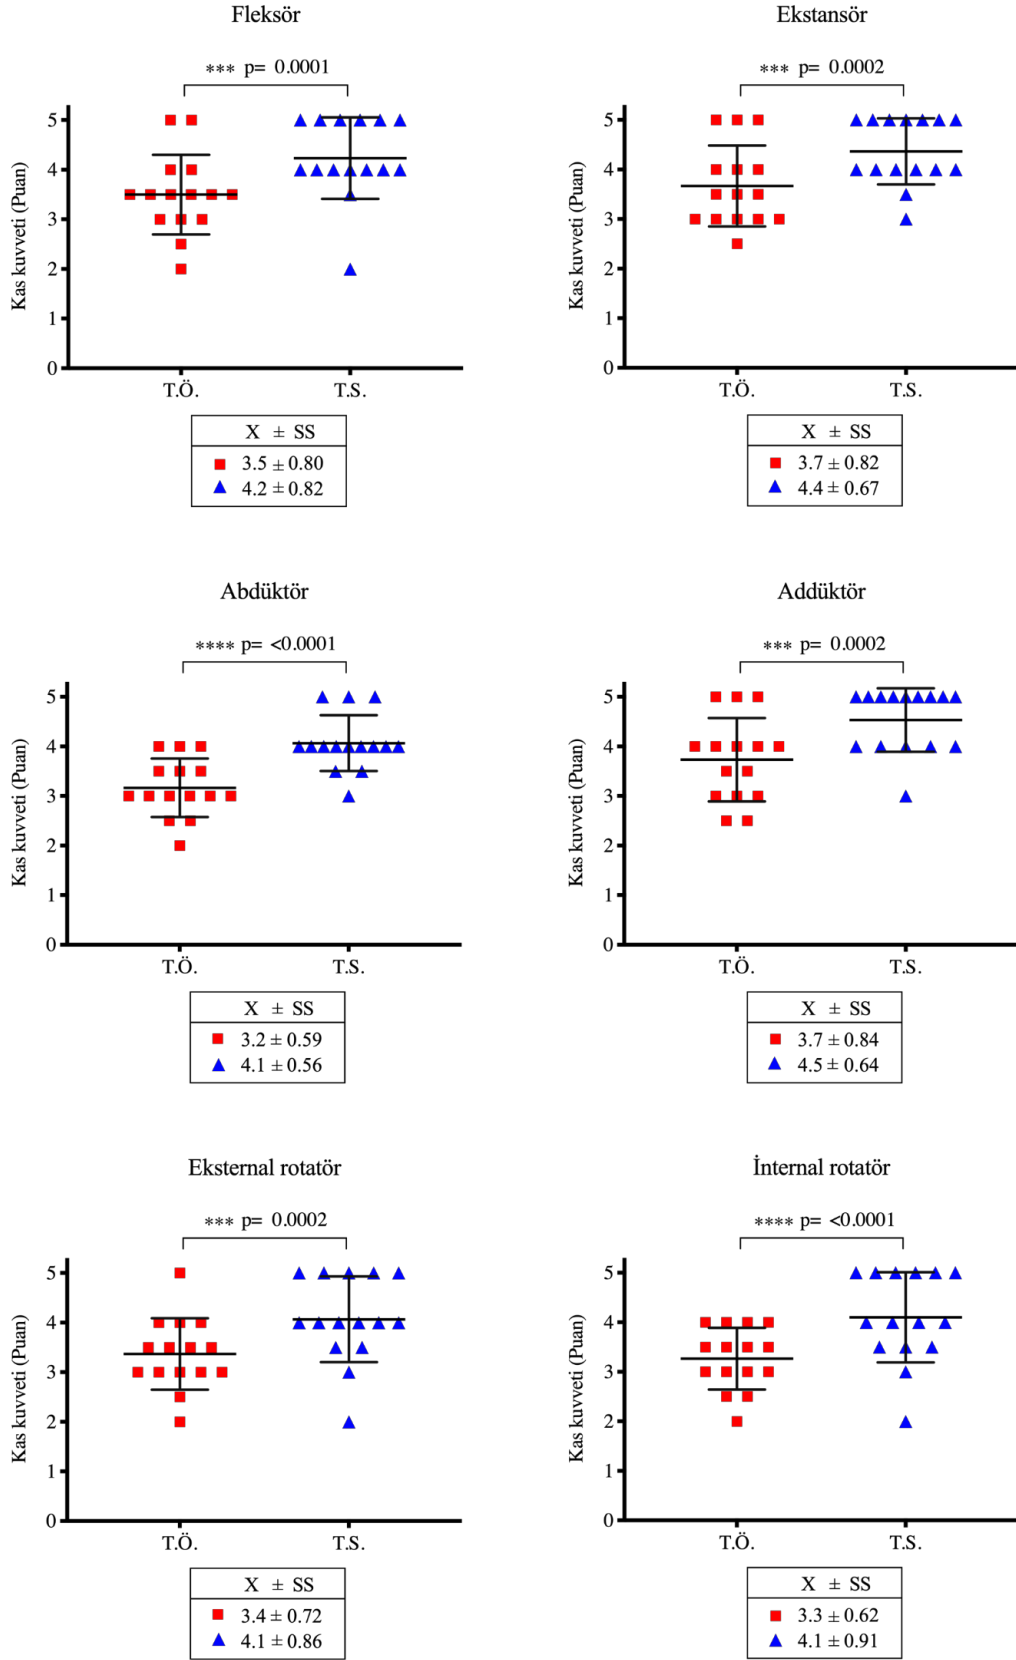 Fleksör
*** p= 0.0001
Kas kuvveti (Puan)
5
4
3
2
1
0
T.Ö. T.S.
X ± SS
3.5 ± 0.80
4.2 ± 0.82
Ekstansör
*** p= 0.0002
Kas kuvveti (Puan)
5
4
3
2
1
0
T.Ö. T.S.
X ± SS
3.7 ± 0.82
4.4 ± 0.67
Abdüktör
**** p= <0.0001
Kas kuvveti (Puan)
5
4
3
2
1
0
T.Ö. T.S.
X ± SS
3.2 ± 0.59
4.1 ± 0.56
Addüktör
*** p= 0.0002
Kas kuvveti (Puan)
5
4
3
2
1
0
T.Ö. T.S.
X ± SS
3.7 ± 0.84
4.5 ± 0.64
Eksternal rotatör
*** p= 0.0002
Kas kuvveti (Puan)
5
4
3
2
1
0
T.Ö. T.S.
X ± SS
3.4 ± 0.72
4.1 ± 0.86
İnternal rotatör
**** p= <0.0001
Kas kuvveti (Puan)
5
4
3
2
1
0
T.Ö. T.S.
X ± SS
3.3 ± 0.62
4.1 ± 0.91